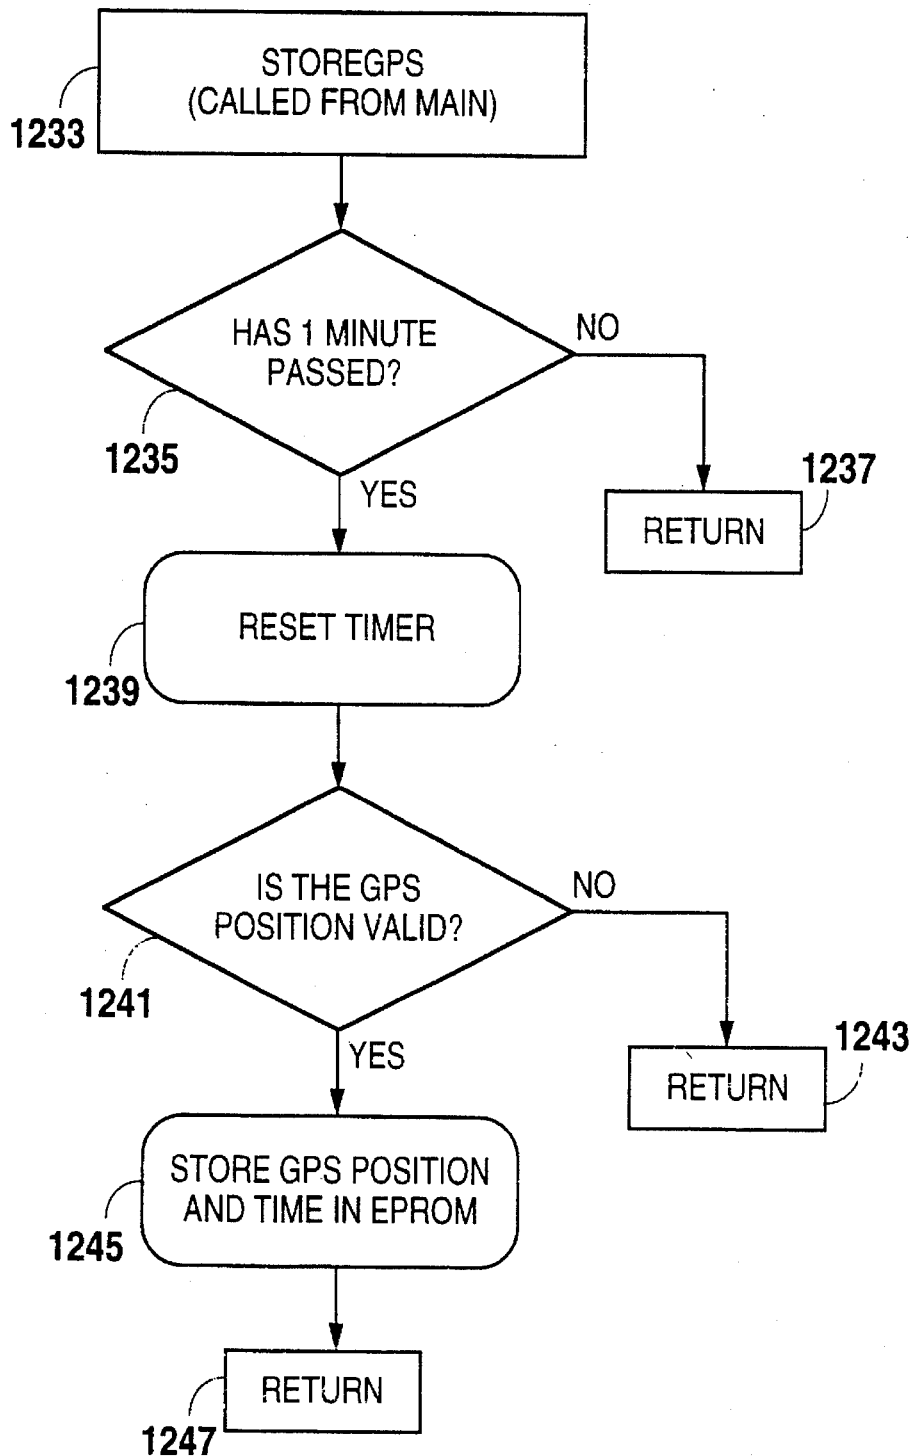 STOREGPS
(CALLED FROM MAIN)
1233
HAS 1 MINUTE
PASSED?
NO
1235
YES
1237
RETURN
RESET TIMER
1239
IS THE GPS
POSITION VALID?
NO
1241
YES
1243
RETURN
STORE GPS POSITION
AND TIME IN EPROM
1245
RETURN
1247